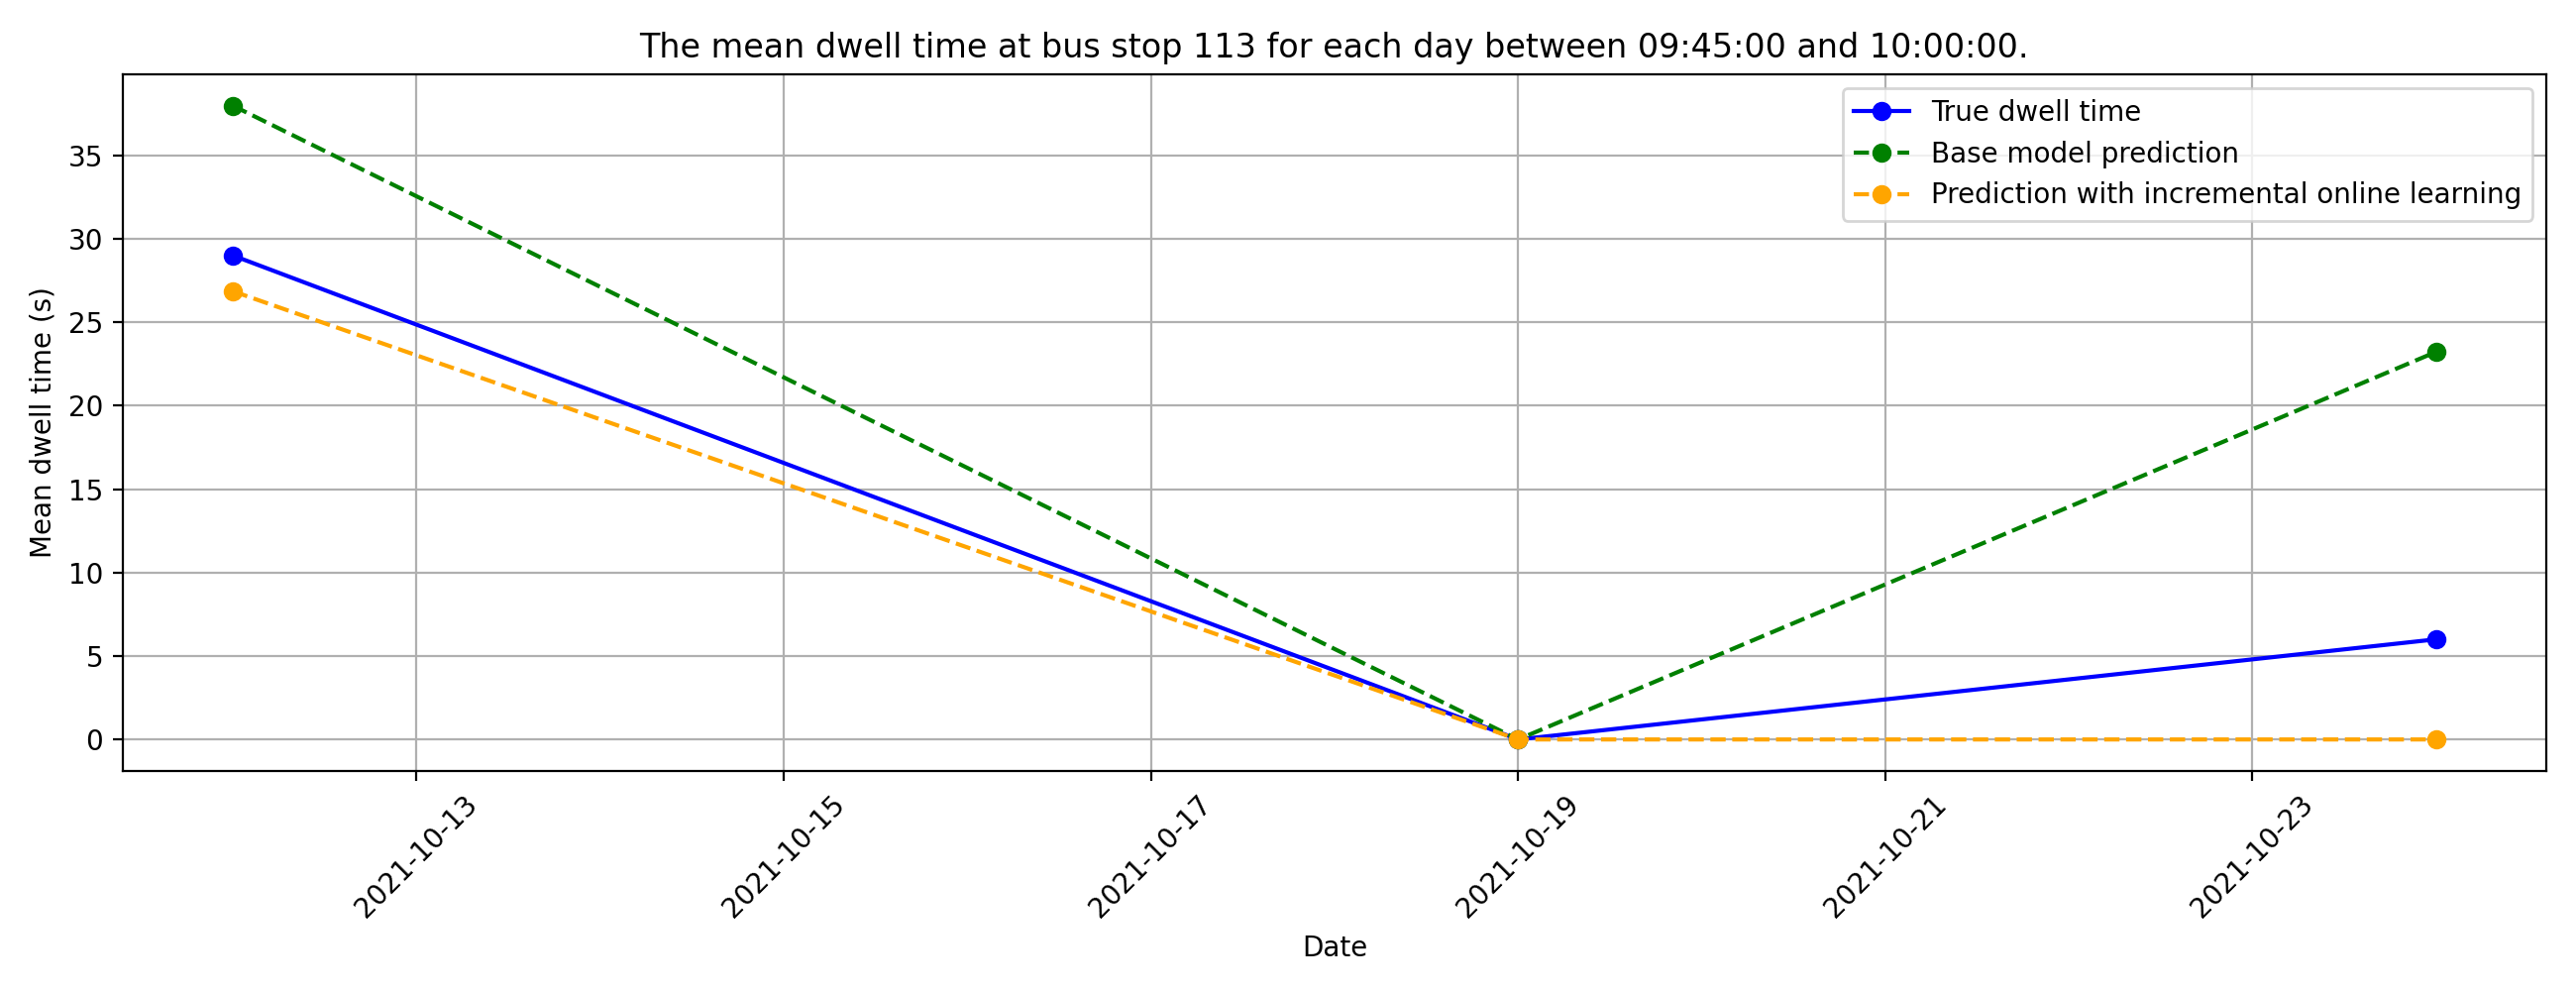 The mean dwell time at bus stop 113 for each day between 09:45:00 and 10:00:00.
True dwell time
Base model prediction
Prediction with incremental online learning
Mean dwell time (s)
35
30
25
20
15
10
5
0
2021-10-13
2021-10-15
2021-10-17
2021-10-19
2021-10-21
2021-10-23
Date